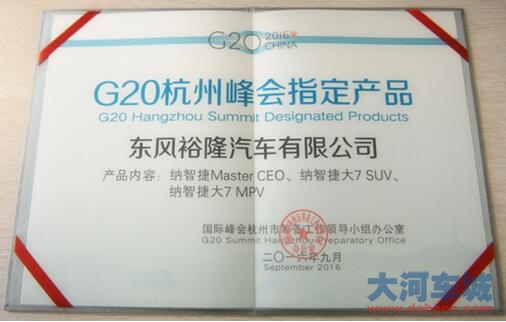 G20 2016
CHINA
G20杭州峰会指定产品
G20 Hangzhou Summit Designated Products
东风裕隆汽车有限公司
产品内容：纳智捷Master CEO、纳智捷大7 SUV、
纳智捷大7 MPV
国际峰会杭州市筹备工作领导小组办公室
G20 Summit Hangzhou Preparatory Office
二〇一六年九月
September 2016
大河车城